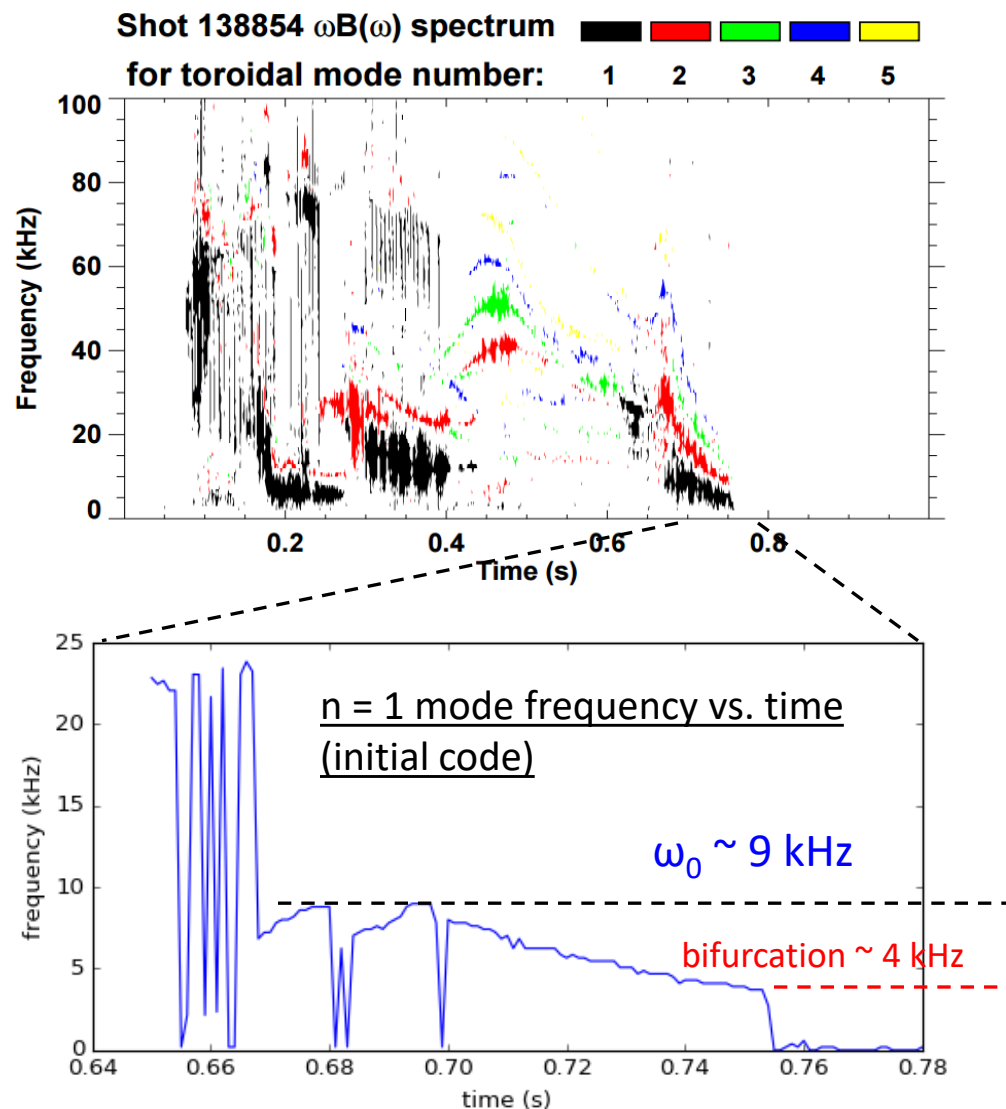 Shot 138854 ωB(ω) spectrum
for toroidal mode number: 1 2 3 4 5
100
80
60
40
20
0
Frequency (kHz)
0.2 0.4 0.6 0.8
Time (s)
25
20
15
10
5
0
frequency (kHz)
n = 1 mode frequency vs. time
(initial code)
ω0 ~ 9 kHz
bifurcation ~ 4 kHz
0.64 0.66 0.68 0.70 0.72 0.74 0.76 0.78
time (s)